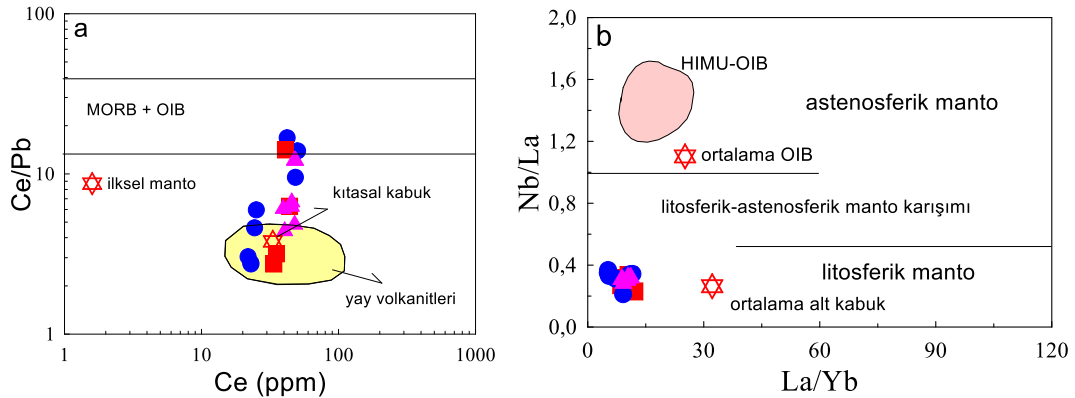 a
100
10
1
Ce/Pb
MORB + OIB
ilksel manto
kıtasal kabuk
yay volkanitleri
1
10
100
1000
Ce (ppm)
b
2,0
1,6
1,2
0,8
0,4
0,0
Nb/La
HIMU-OIB
astenosferik manto
ortalama OIB
litosferik-astenosferik manto karışımı
litosferik manto
ortalama alt kabuk
0
30
60
90
120
La/Yb